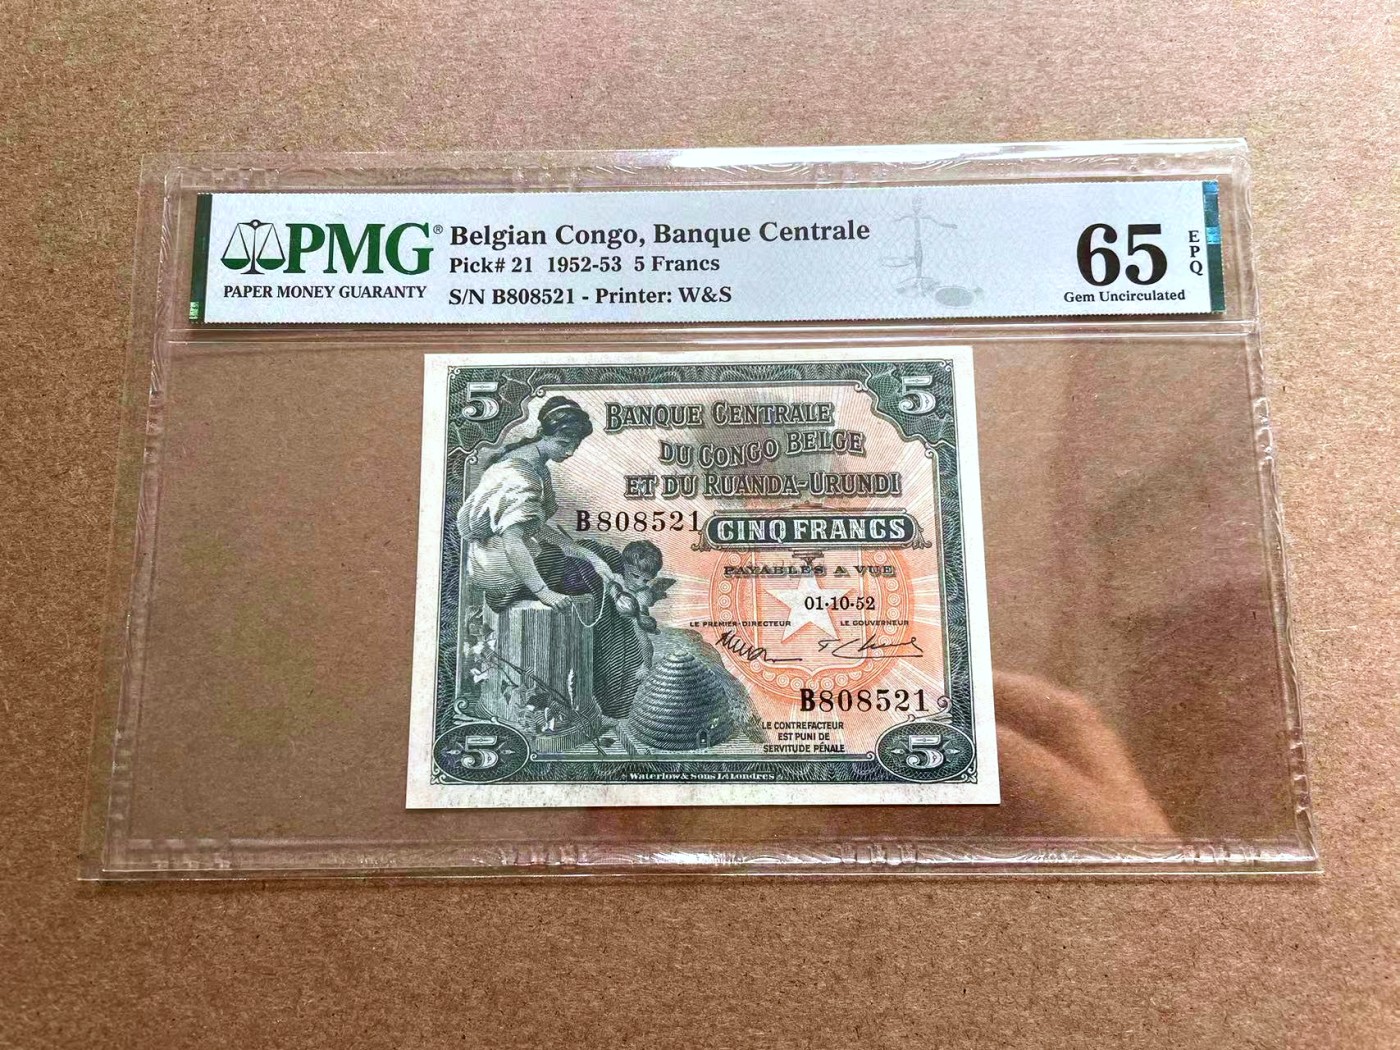 PMG®
PAPER MONEY GUARANTY
Belgian Congo, Banque Centrale
Pick# 21 1952-53 5 Francs
S/N B808521 - Printer: W&S
65
EPQ
Gem Uncirculated
5
5
BANQUE CENTRALE
DU CONGO BELGE
ET DU RUANDA-URUNDI
B808521
CINQ FRANCS
PAYABLES A VUE
01·10·52
LE PREMIER·DIRECTEUR
LE GOUVERNEUR
B808521
LE CONTREFACTEUR
EST PUNI DE
SERVITUDE PÉNALE
5
5
Waterlow & Sons Ld Londres